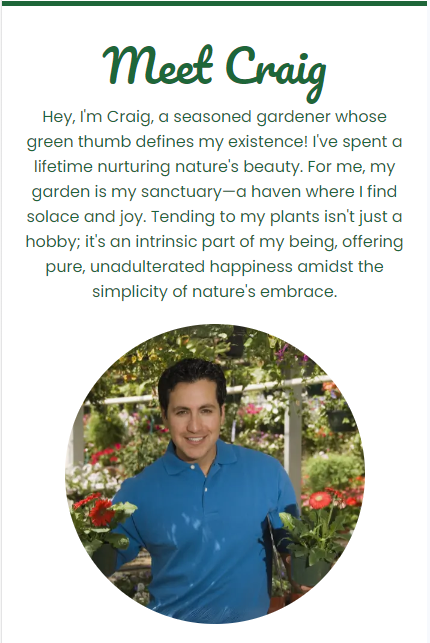 Meet Craig
Hey, I'm Craig, a seasoned gardener whose
green thumb defines my existence! I've spent a
lifetime nurturing nature's beauty. For me, my
garden is my sanctuary—a haven where I find
solace and joy. Tending to my plants isn't just a
hobby; it's an intrinsic part of my being, offering
pure, unadulterated happiness amidst the
simplicity of nature's embrace.